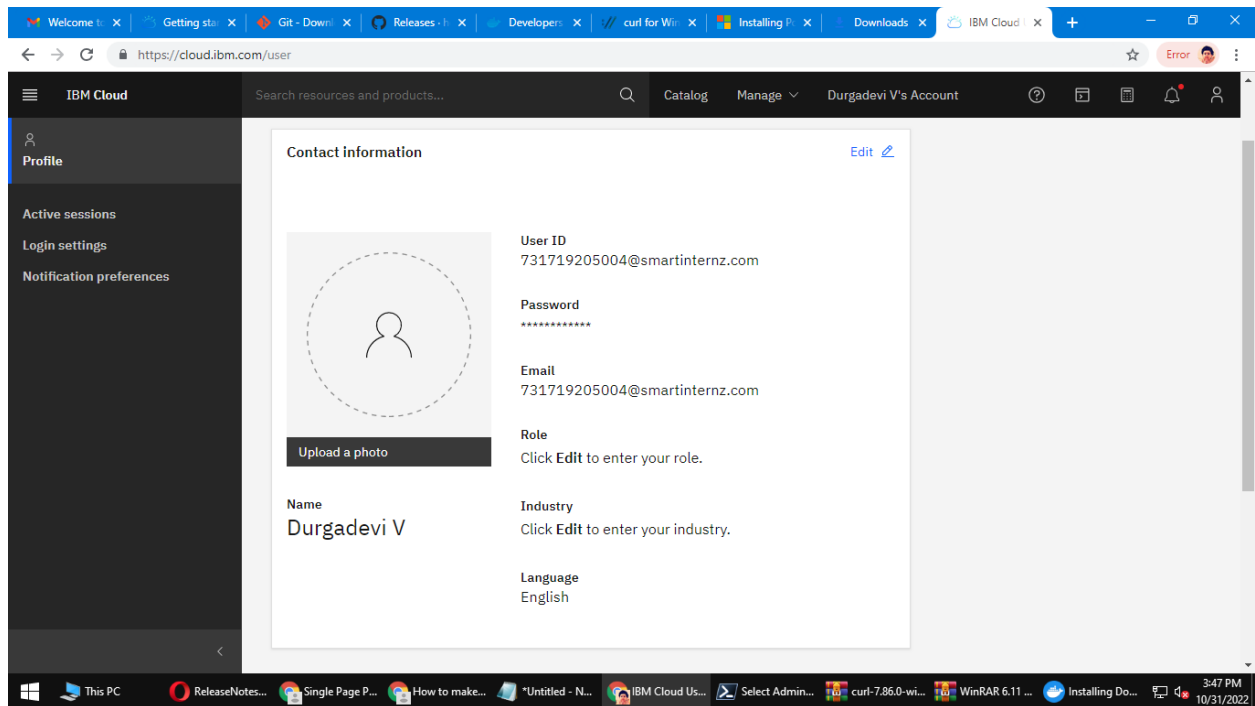 Welcome to
Getting star
Git - Downl
Releases · h
Developers
curl for Win
Installing Po
Downloads
IBM Cloud
https://cloud.ibm.com/user
Error
IBM Cloud
Search resources and products...
Catalog
Manage
Durgadevi V's Account
Profile
Active sessions
Login settings
Notification preferences
Contact information
Edit
User ID
731719205004@smartinternz.com
Password
************
Email
731719205004@smartinternz.com
Upload a photo
Role
Click Edit to enter your role.
Name
Durgadevi V
Industry
Click Edit to enter your industry.
Language
English
This PC
ReleaseNotes...
Single Page P...
How to make...
*Untitled - N...
IBM Cloud Us...
Select Admin...
curl-7.86.0-wi...
WinRAR 6.11 ...
Installing Do...
3:47 PM
10/31/2022